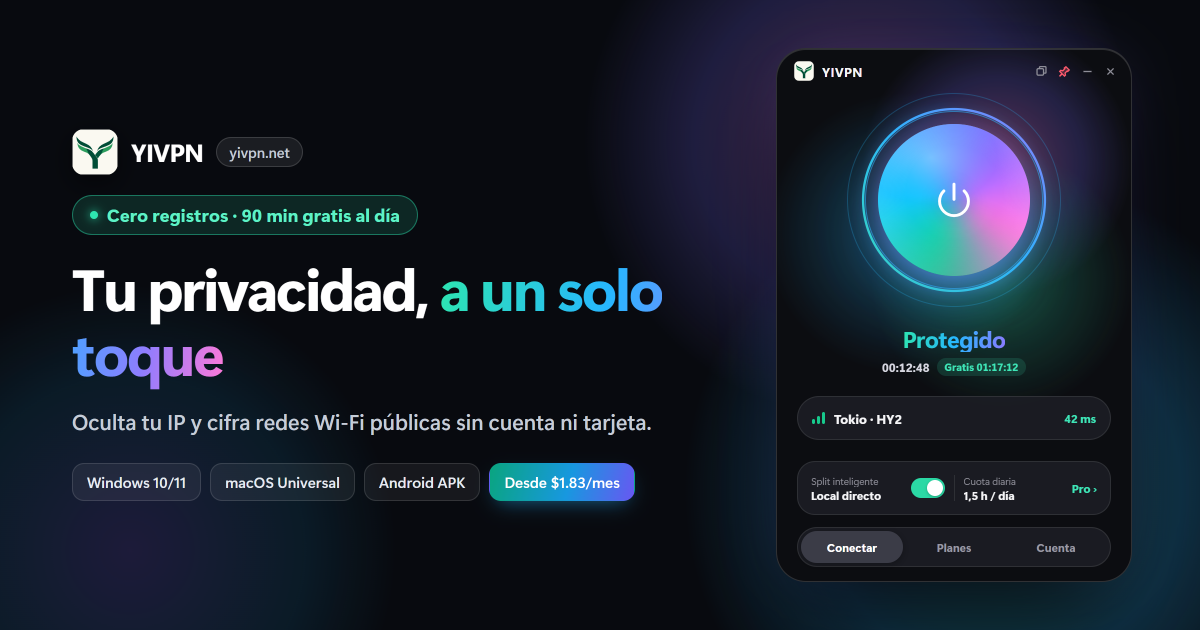 YIVPN
yivpn.net
Cero registros · 90 min gratis al día
Tu privacidad, a un solo
toque
Oculta tu IP y cifra redes Wi-Fi públicas sin cuenta ni tarjeta.
Windows 10/11
macOS Universal
Android APK
Desde $1.83/mes
YIVPN
Protegido
00:12:48
Gratis 01:17:12
Tokio · HY2
42 ms
Split inteligente
Local directo
Cuota diaria
1,5 h / día
Pro ›
Conectar
Planes
Cuenta